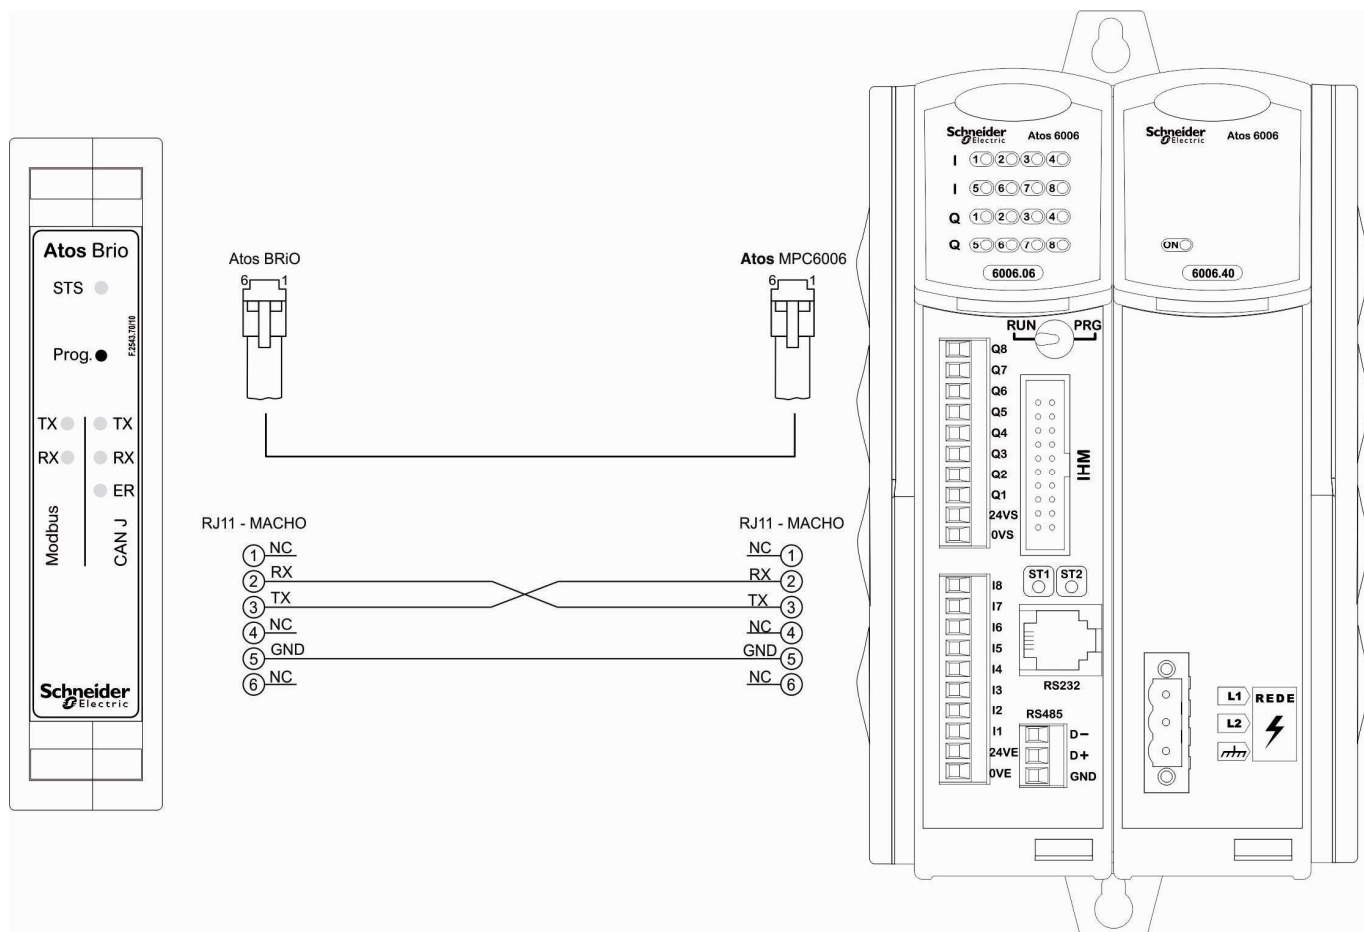 Atos Brio
STS
F.2543.70/10
Prog.
TX TX
RX RX
ER
Modbus
CAN J
Schneider
Electric
Atos BRiO
6 1
Atos MPC6006
6 1
RJ11 - MACHO
1 NC
2 RX
3 TX
4 NC
5 GND
6 NC
RJ11 - MACHO
NC 1
RX 2
TX 3
NC 4
GND 5
NC 6
Schneider
Electric
Atos 6006
I 1 2 3 4
I 5 6 7 8
Q 1 2 3 4
Q 5 6 7 8
6006.06
RUN PRG
Q8
Q7
Q6
Q5
Q4
Q3
Q2
Q1
24VS
0VS
IHM
ST1 ST2
I8
I7
I6
I5
I4
I3
I2
I1
24VE
0VE
RS232
RS485
D-
D+
GND
Schneider
Electric
Atos 6006
ON
6006.40
L1
L2
REDE